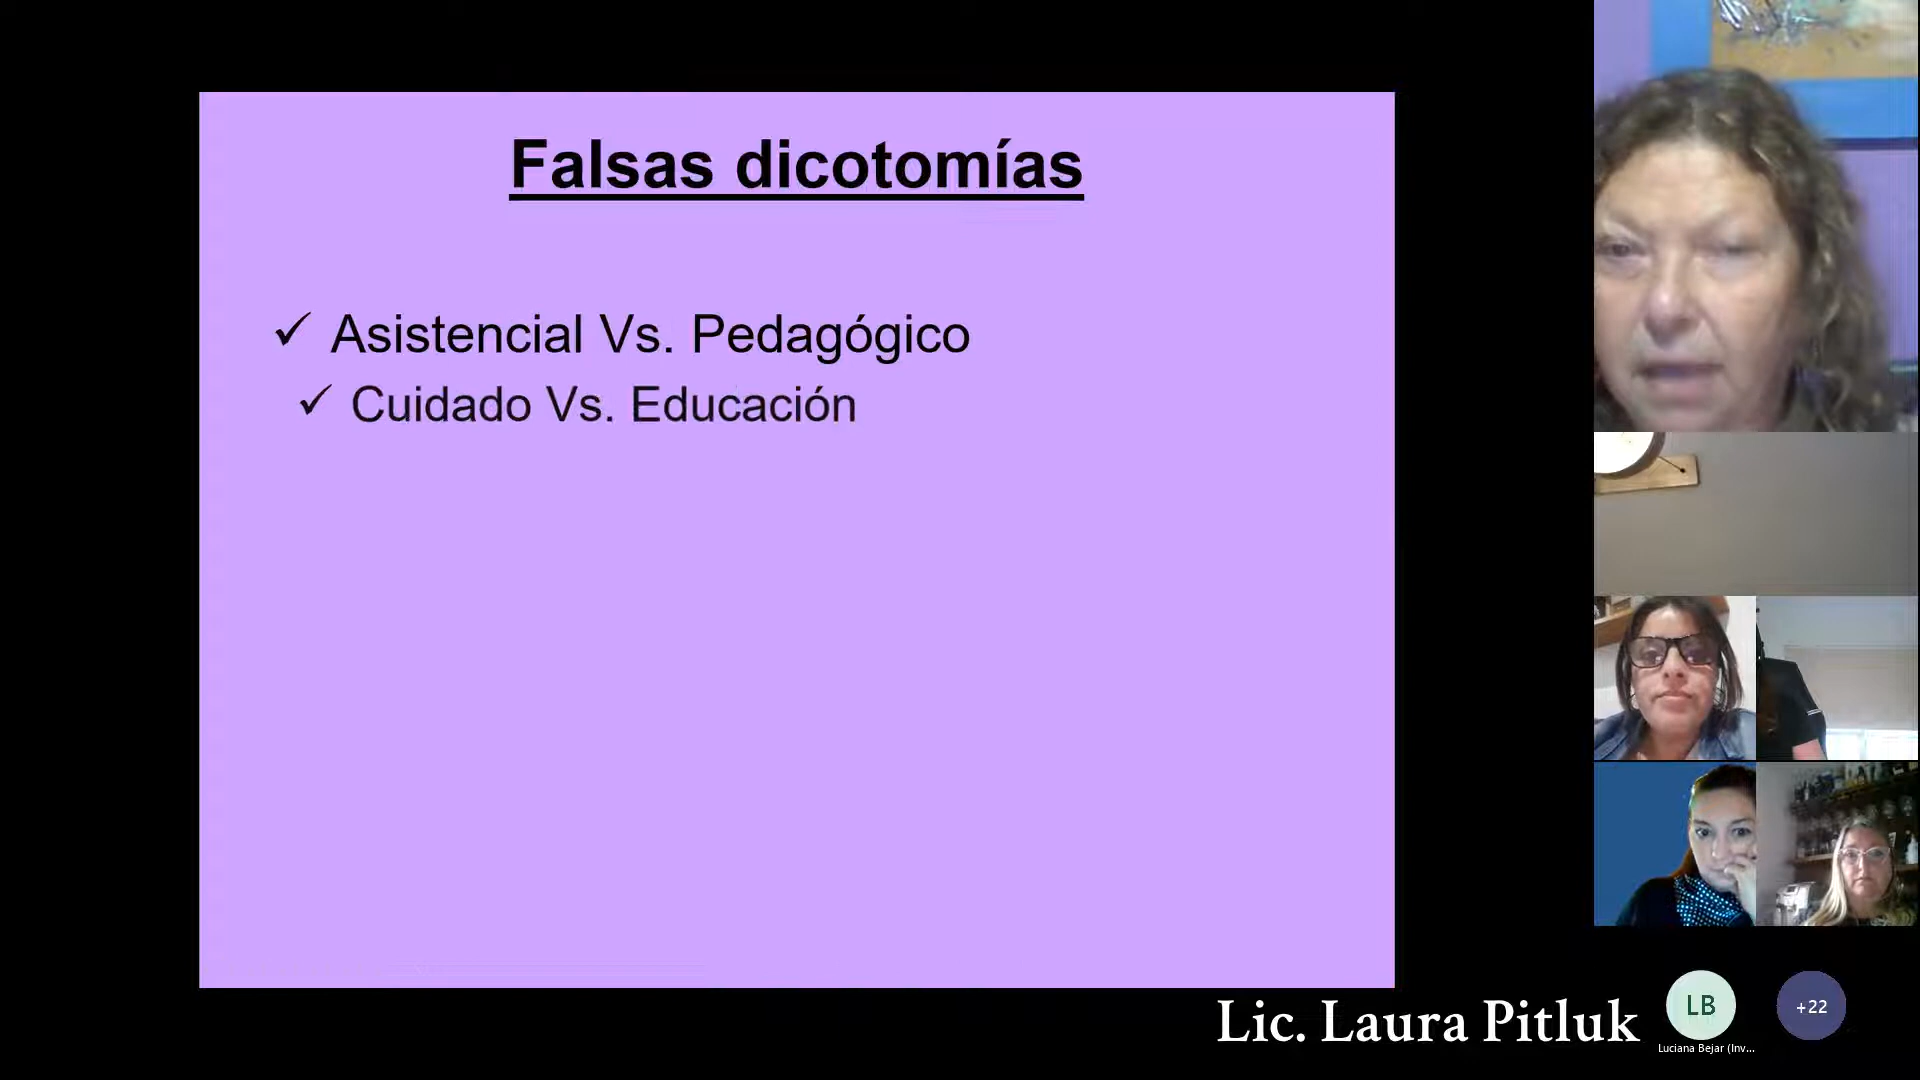 Falsas dicotomías
✓ Asistencial Vs. Pedagógico
✓ Cuidado Vs. Educación
Lic. Laura Pitluk
LB
+22
Luciana Bejar (Inv...